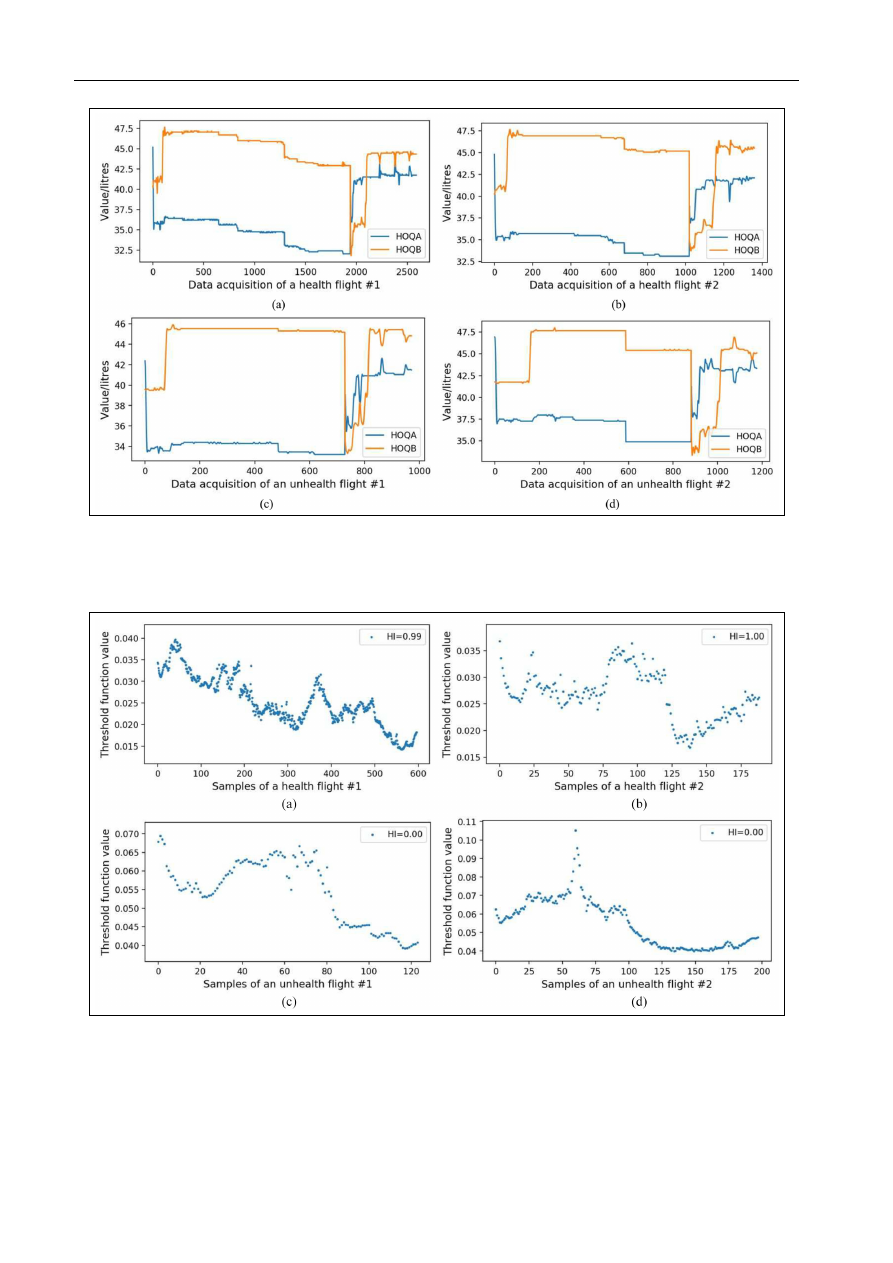 47.5
45.0
42.5
40.0
37.5
35.0
32.5
Value/litres
HOQA
HOQB
0 500 1000 1500 2000 2500
Data acquisition of a health flight #1
(a)
47.5
45.0
42.5
40.0
37.5
35.0
32.5
Value/litres
HOQA
HOQB
0 200 400 600 800 1000 1200 1400
Data acquisition of a health flight #2
(b)
46
44
42
40
38
36
34
Value/litres
HOQA
HOQB
0 200 400 600 800 1000
Data acquisition of an unhealth flight #1
(c)
47.5
45.0
42.5
40.0
37.5
35.0
Value/litres
HOQA
HOQB
0 200 400 600 800 1000 1200
Data acquisition of an unhealth flight #2
(d)
0.040
0.035
0.030
0.025
0.020
0.015
Threshold function value
HI=0.99
0 100 200 300 400 500 600
Samples of a health flight #1
(a)
0.035
0.030
0.025
0.020
0.015
Threshold function value
HI=1.00
0 25 50 75 100 125 150 175
Samples of a health flight #2
(b)
0.070
0.065
0.060
0.055
0.050
0.045
0.040
Threshold function value
HI=0.00
0 20 40 60 80 100 120
Samples of an unhealth flight #1
(c)
0.11
0.10
0.09
0.08
0.07
0.06
0.05
0.04
Threshold function value
HI=0.00
0 25 50 75 100 125 150 175 200
Samples of an unhealth flight #2
(d)